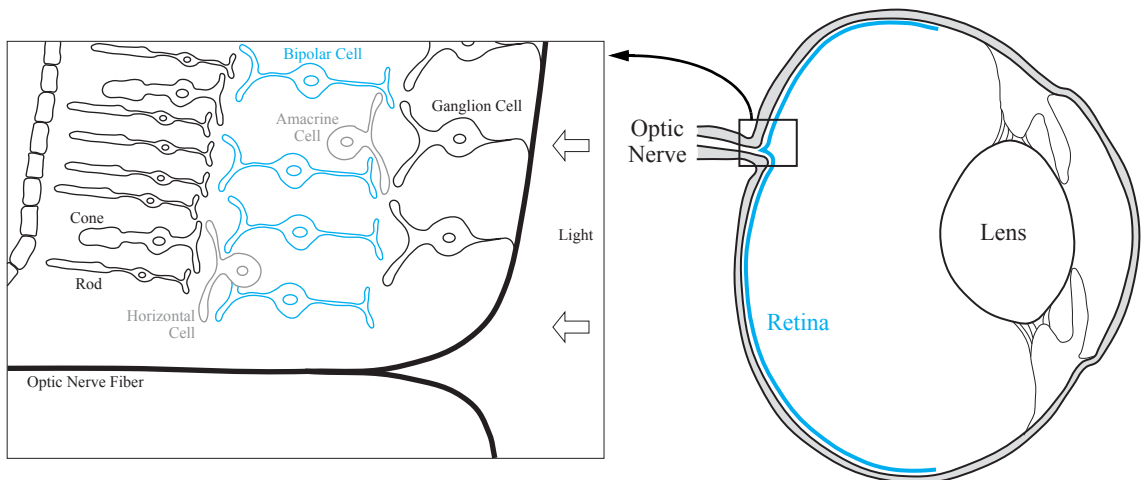 Bipolar Cell
Amacrine
Cell
Ganglion Cell
Cone
Rod
Horizontal
Cell
Light
Optic Nerve Fiber
Optic
Nerve
Lens
Retina